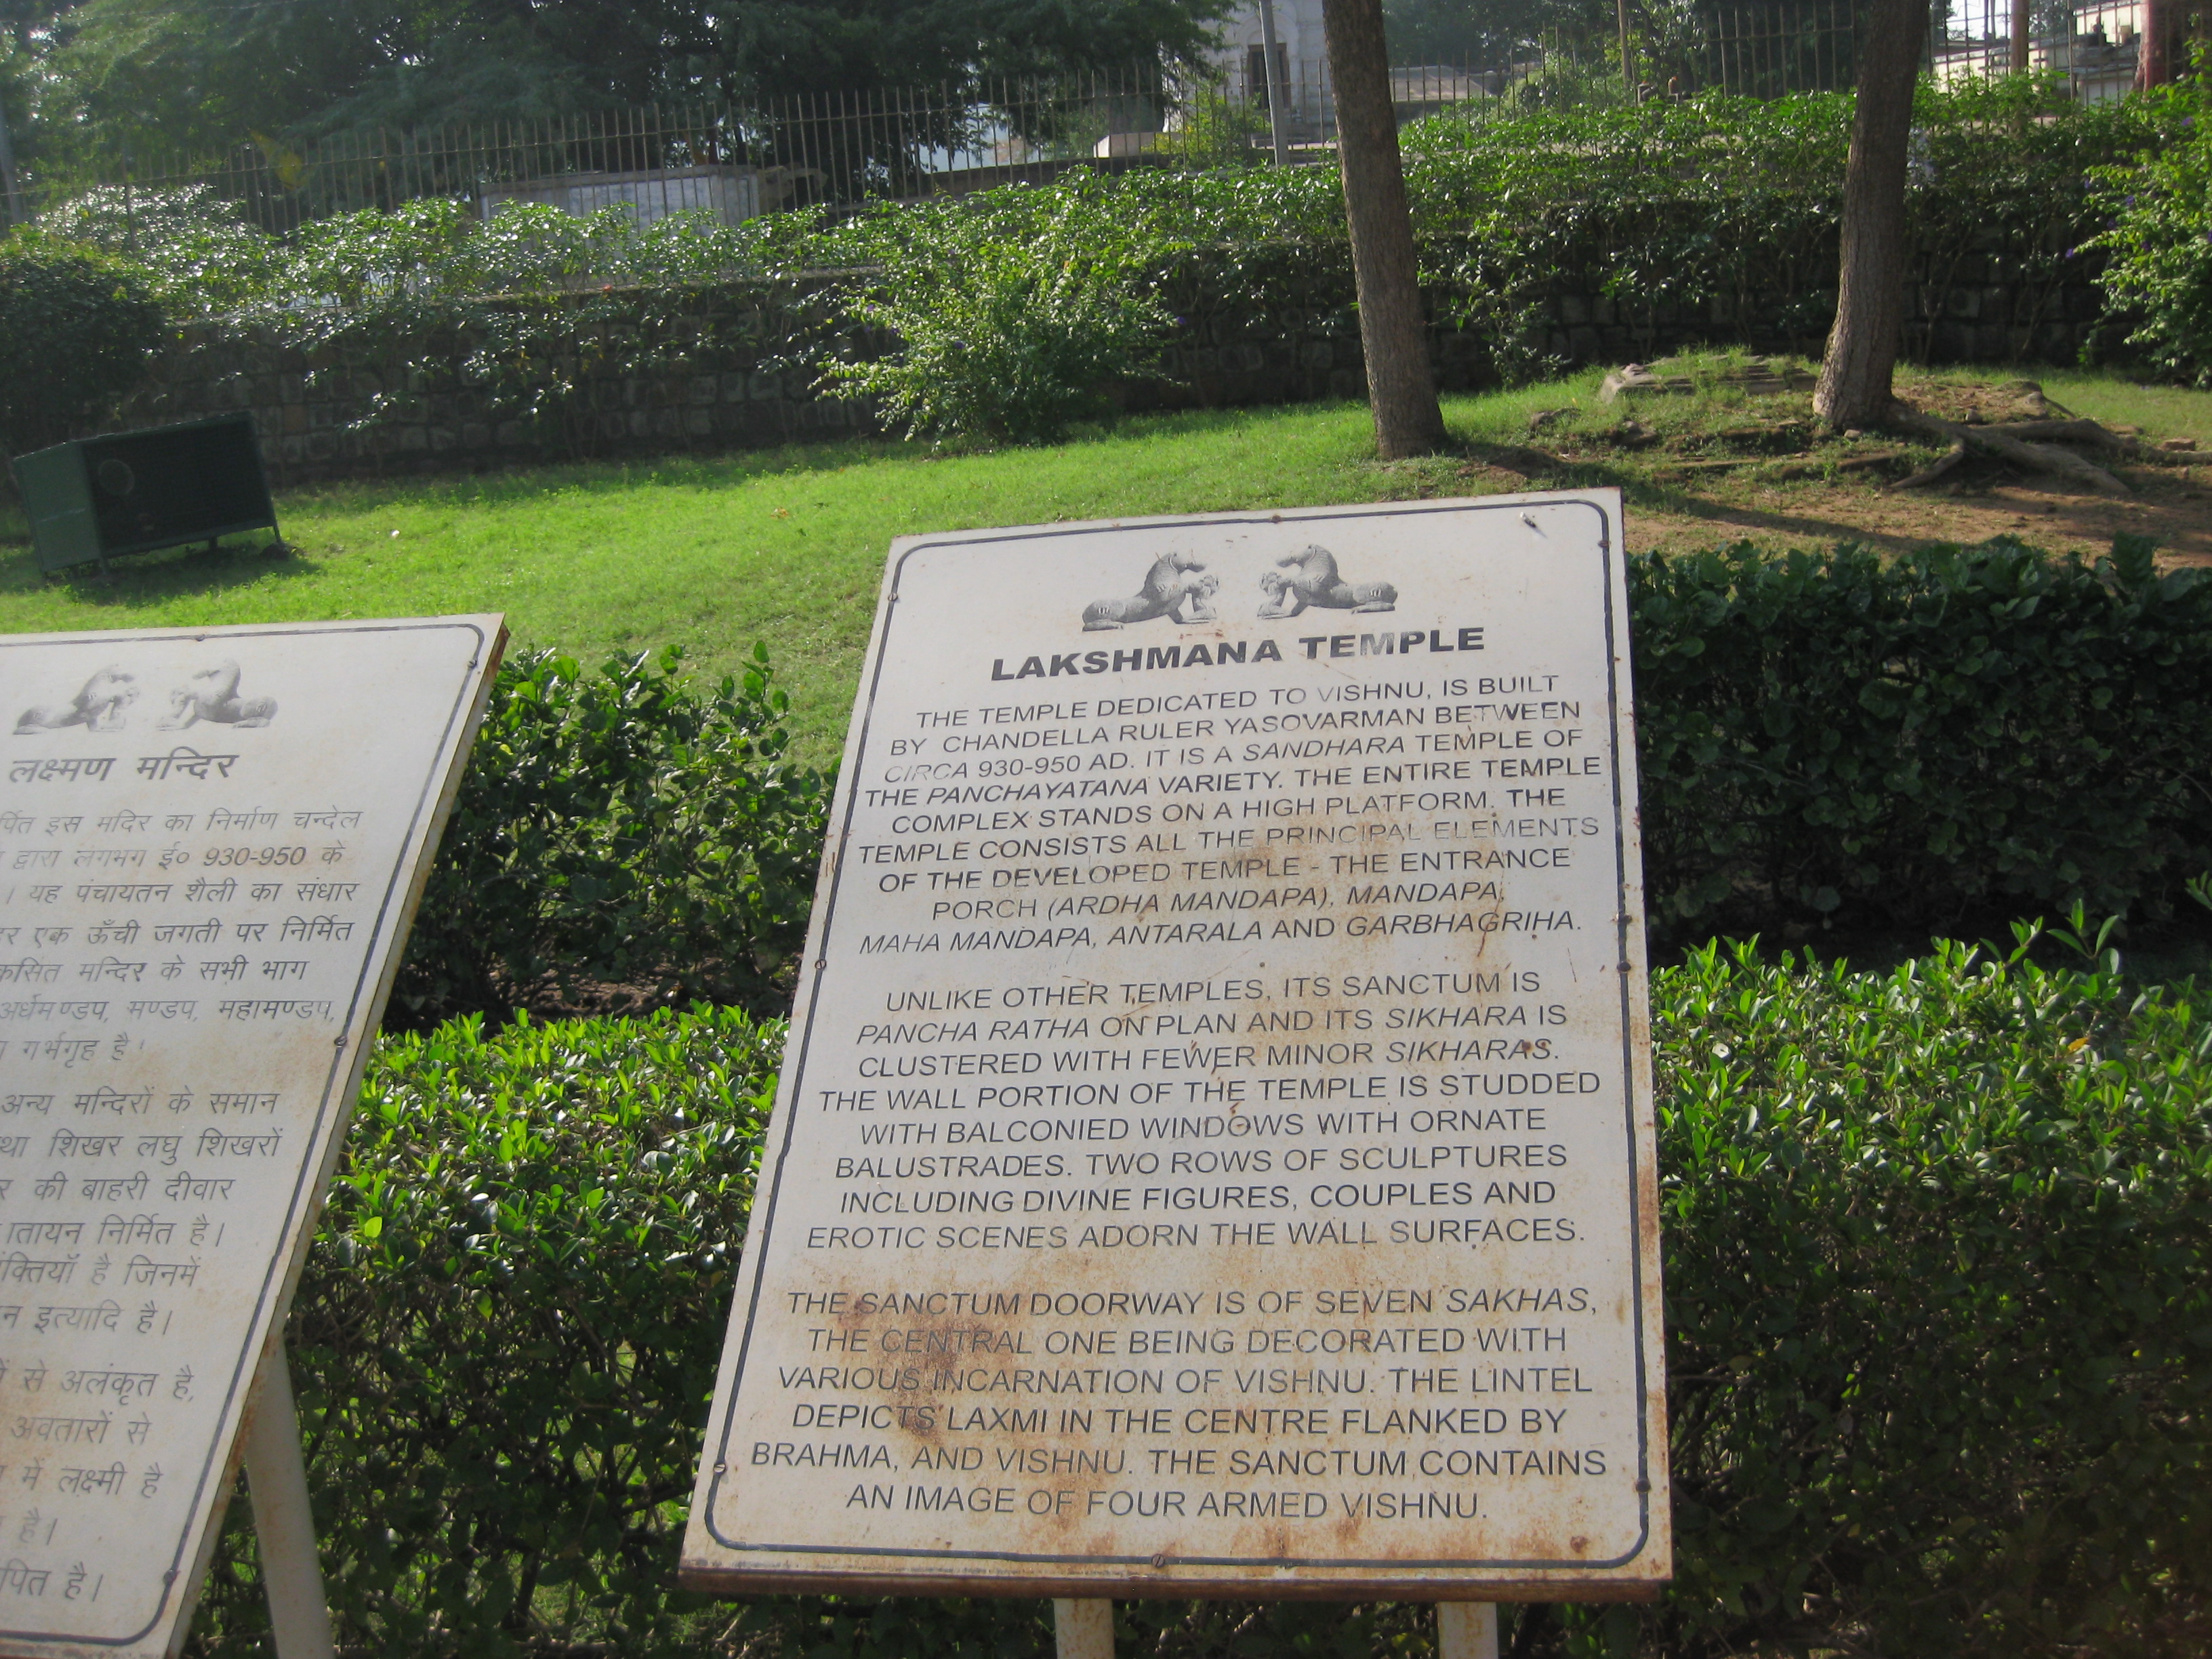 लक्ष्मण मन्दिर
इस मंदिर का निर्माण चन्देल
द्वारा लगभग ई० 930-950 के
। यह पंचायतन शैली का संधार
एक ऊँची जगती पर निर्मित
मन्दिर के सभी भाग
अर्धमण्डप, मण्डप, महामण्डप,
गर्भगृह है।
अन्य मन्दिरों के समान
शिखर लघु शिखरों
की बाहरी दीवार
निर्मित है।
है जिनमें
इत्यादि है।
से अलंकृत है,
अवतारों से
में लक्ष्मी है
है।
है।
LAKSHMANA TEMPLE
THE TEMPLE DEDICATED TO VISHNU, IS BUILT
BY CHANDELLA RULER YASOVARMAN BETWEEN
CIRCA 930-950 AD. IT IS A SANDHARA TEMPLE OF
THE PANCHAYATANA VARIETY. THE ENTIRE TEMPLE
COMPLEX STANDS ON A HIGH PLATFORM. THE
TEMPLE CONSISTS ALL THE PRINCIPAL ELEMENTS
OF THE DEVELOPED TEMPLE - THE ENTRANCE
PORCH (ARDHA MANDAPA), MANDAPA,
MAHA MANDAPA, ANTARALA AND GARBHAGRIHA.
UNLIKE OTHER TEMPLES, ITS SANCTUM IS
PANCHA RATHA ON PLAN AND ITS SIKHARA IS
CLUSTERED WITH FEWER MINOR SIKHARAS.
THE WALL PORTION OF THE TEMPLE IS STUDDED
WITH BALCONIED WINDOWS WITH ORNATE
BALUSTRADES. TWO ROWS OF SCULPTURES
INCLUDING DIVINE FIGURES, COUPLES AND
EROTIC SCENES ADORN THE WALL SURFACES.
THE SANCTUM DOORWAY IS OF SEVEN SAKHAS,
THE CENTRAL ONE BEING DECORATED WITH
VARIOUS INCARNATION OF VISHNU. THE LINTEL
DEPICTS LAXMI IN THE CENTRE FLANKED BY
BRAHMA, AND VISHNU. THE SANCTUM CONTAINS
AN IMAGE OF FOUR ARMED VISHNU.